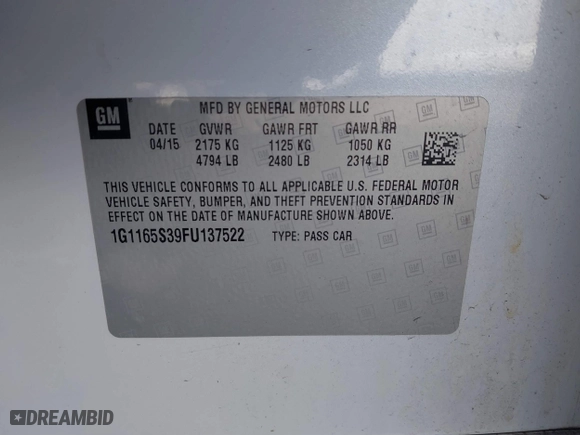 GM
MFD BY GENERAL MOTORS LLC
DATE GVWR GAWR FRT GAWR RR
04/15 2175 KG 1125 KG 1050 KG
4794 LB 2480 LB 2314 LB
THIS VEHICLE CONFORMS TO ALL APPLICABLE U.S. FEDERAL MOTOR
VEHICLE SAFETY, BUMPER, AND THEFT PREVENTION STANDARDS IN
EFFECT ON THE DATE OF MANUFACTURE SHOWN ABOVE.
1G1165S39FU137522 TYPE: PASS CAR
DREAMBID